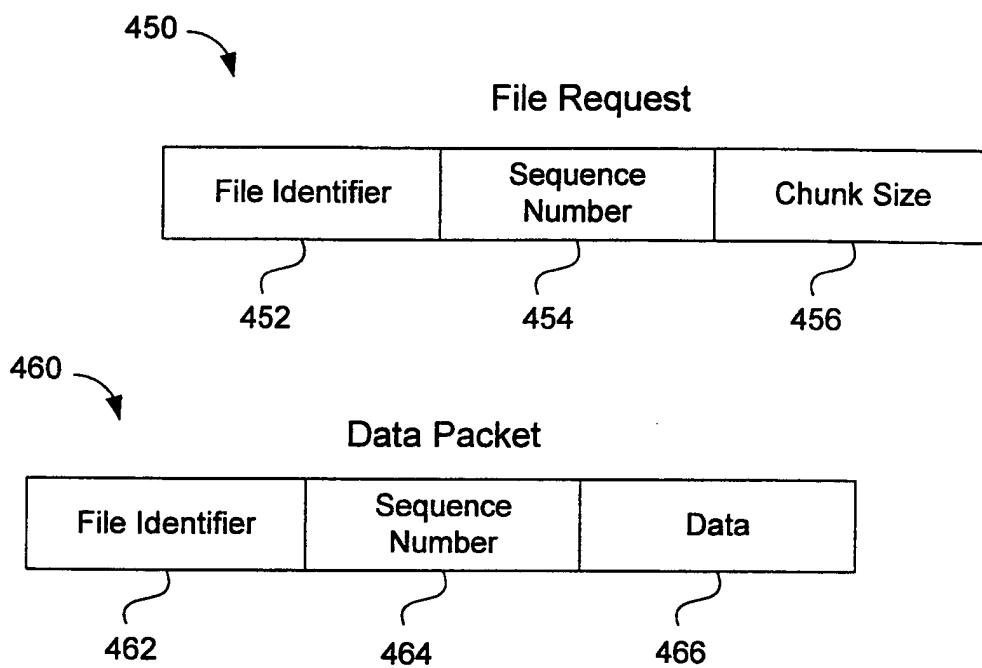 450
File Request
File Identifier
Sequence
Number
Chunk Size
452
454
456
460
Data Packet
File Identifier
Sequence
Number
Data
462
464
466